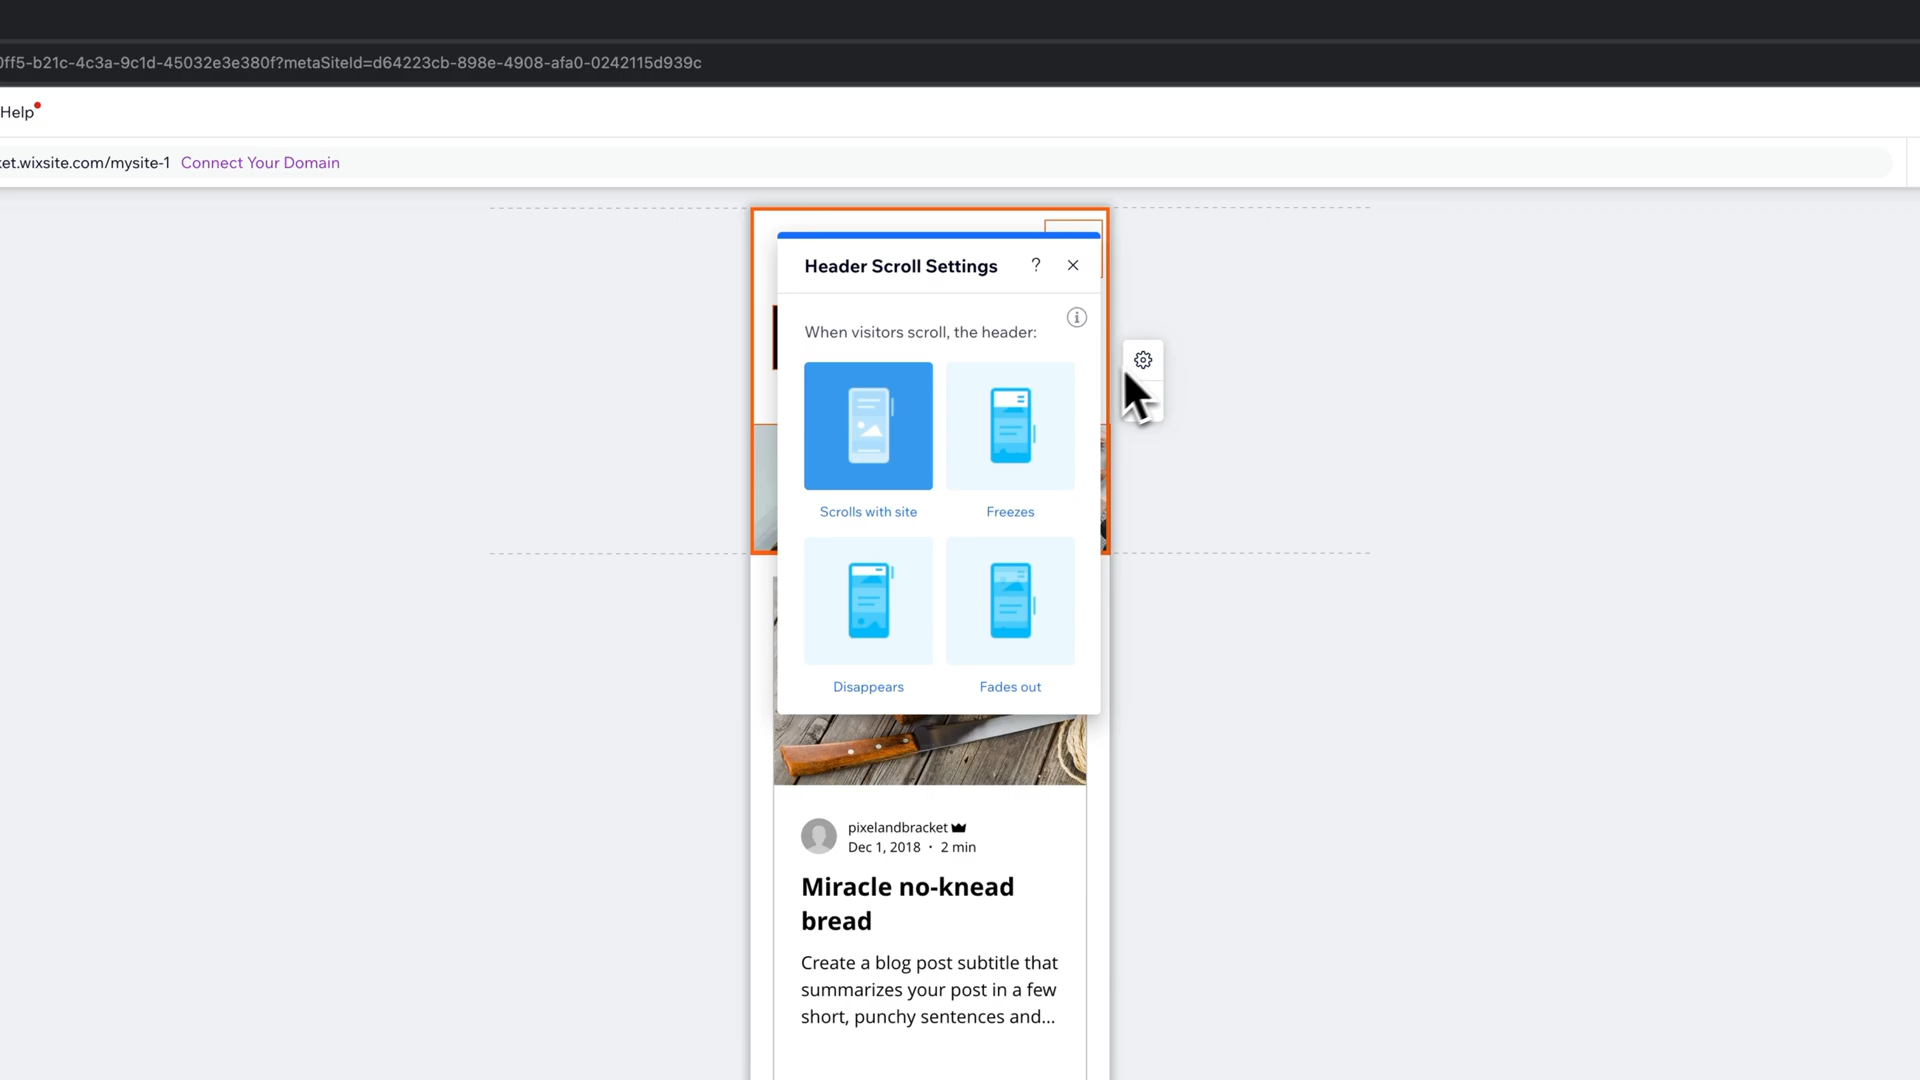 0ff5-b21c-4c3a-9c1d-45032e3e380f?metaSiteId=d64223cb-898e-4908-afa0-0242115d939c
Help
et.wixsite.com/mysite-1 Connect Your Domain
Header Scroll Settings ?
When visitors scroll, the header:
Scrolls with site Freezes
Disappears Fades out
pixelandbracket
Dec 1, 2018 · 2 min
Miracle no-knead
bread
Create a blog post subtitle that
summarizes your post in a few
short, punchy sentences and...